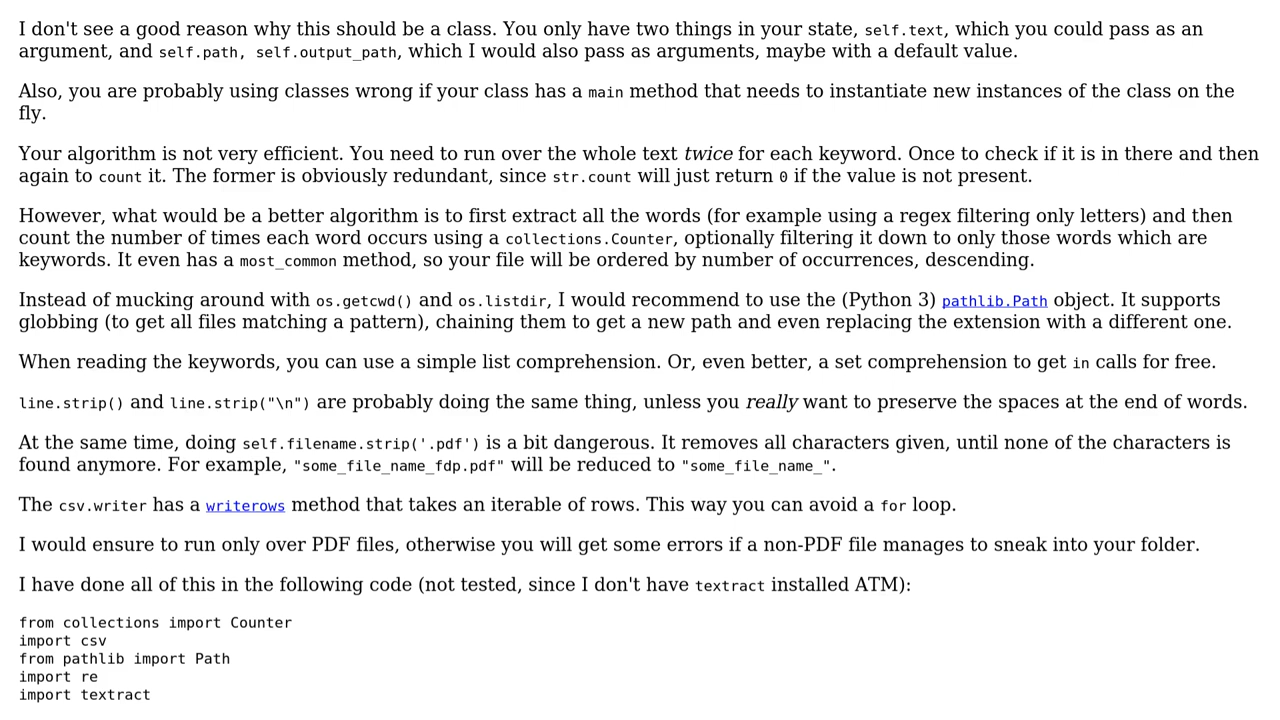 I don't see a good reason why this should be a class. You only have two things in your state, self.text, which you could pass as an
argument, and self.path, self.output_path, which I would also pass as arguments, maybe with a default value.
Also, you are probably using classes wrong if your class has a main method that needs to instantiate new instances of the class on the
fly.
Your algorithm is not very efficient. You need to run over the whole text twice for each keyword. Once to check if it is in there and then
again to count it. The former is obviously redundant, since str.count will just return 0 if the value is not present.
However, what would be a better algorithm is to first extract all the words (for example using a regex filtering only letters) and then
count the number of times each word occurs using a collections.Counter, optionally filtering it down to only those words which are
keywords. It even has a most_common method, so your file will be ordered by number of occurrences, descending.
Instead of mucking around with os.getcwd() and os.listdir, I would recommend to use the (Python 3) pathlib.Path object. It supports
globbing (to get all files matching a pattern), chaining them to get a new path and even replacing the extension with a different one.
When reading the keywords, you can use a simple list comprehension. Or, even better, a set comprehension to get in calls for free.
line.strip() and line.strip("\n") are probably doing the same thing, unless you really want to preserve the spaces at the end of words.
At the same time, doing self.filename.strip('.pdf') is a bit dangerous. It removes all characters given, until none of the characters is
found anymore. For example, "some_file_name_fdp.pdf" will be reduced to "some_file_name_".
The csv.writer has a writerows method that takes an iterable of rows. This way you can avoid a for loop.
I would ensure to run only over PDF files, otherwise you will get some errors if a non-PDF file manages to sneak into your folder.
I have done all of this in the following code (not tested, since I don't have textract installed ATM):
from collections import Counter
import csv
from pathlib import Path
import re
import textract